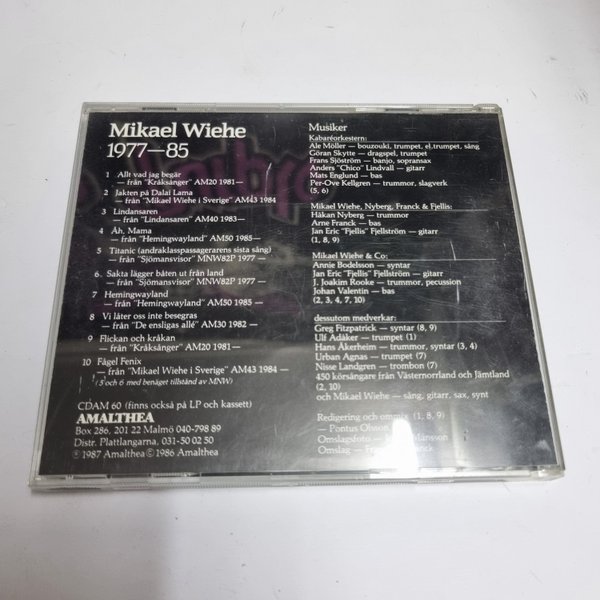 Mikael Wiehe
1977—85
1 Allt vad jag begär
— från "Kråksånger" AM20 1981—
2 Jakten på Dalai Lama
— från "Mikael Wiehe i Sverige" AM43 1984
3 Lindansaren
— från "Lindansaren" AM40 1983—
4 Åh, Mama
— från "Hemingwayland" AM50 1985—
5 Titanic (andraklasspassagerarens sista sång)
— från "Sjömansvisor" MNW82P 1977 —
6 Sakta lägger båten ut från land
— från "Sjömansvisor" MNW82P 1977—
7 Hemingwayland
— från "Hemingwayland" AM50 1985—
8 Vi låter oss inte besegras
— från "De ensligas allé" AM30 1982 —
9 Flickan och kråkan
— från "Kråksånger" AM20 1981—
10 Fågel Fenix
— från "Mikael Wiehe i Sverige" AM43 1984 —
(5 och 6 med benäget tillstånd av MNW)
CDAM 60 (finns också på LP och kassett)
AMALTHEA
Box 286, 201 22 Malmö 040-798 89
Distr. Plattlangarna, 031-50 02 50
Ⓟ 1987 Amalthea © 1986 Amalthea
Musiker
Kabaréorkestern:
Ale Möller — bouzouki, trumpet, el.trumpet, sång
Göran Skytte — dragspel, trumpet
Frans Sjöström — banjo, sopransax
Anders "Chico" Lindvall — gitarr
Mats Englund — bas
Per-Ove Kellgren — trummor, slagverk
(5, 6)
Mikael Wiehe, Nyberg, Franck & Fjellis:
Håkan Nyberg — trummor
Arne Franck — bas
Jan Eric "Fjellis" Fjellström — gitarr
(1, 8, 9)
Mikael Wiehe & Co:
Annie Bodelsson — syntar
Jan Eric "Fjellis" Fjellström — gitarr
J. Joakim Rooke — trummor, pecussion
Johan Valentin — bas
(2, 3, 4, 7, 10)
dessutom medverkar:
Greg Fitzpatrick — syntar (8, 9)
Ulf Adåker — trumpet (1)
Hans Åkerheim — trummor, syntar (3, 4)
Urban Agnas — trumpet (7)
Nisse Landgren — trombon (7)
450 körsångare från Västernorrland och Jämtland
(2, 10)
och Mikael Wiehe — sång, gitarr, sax, synt
Redigering och ommix (1, 8, 9)
— Pontus Olsson
Omslagsfoto —
Omslag —